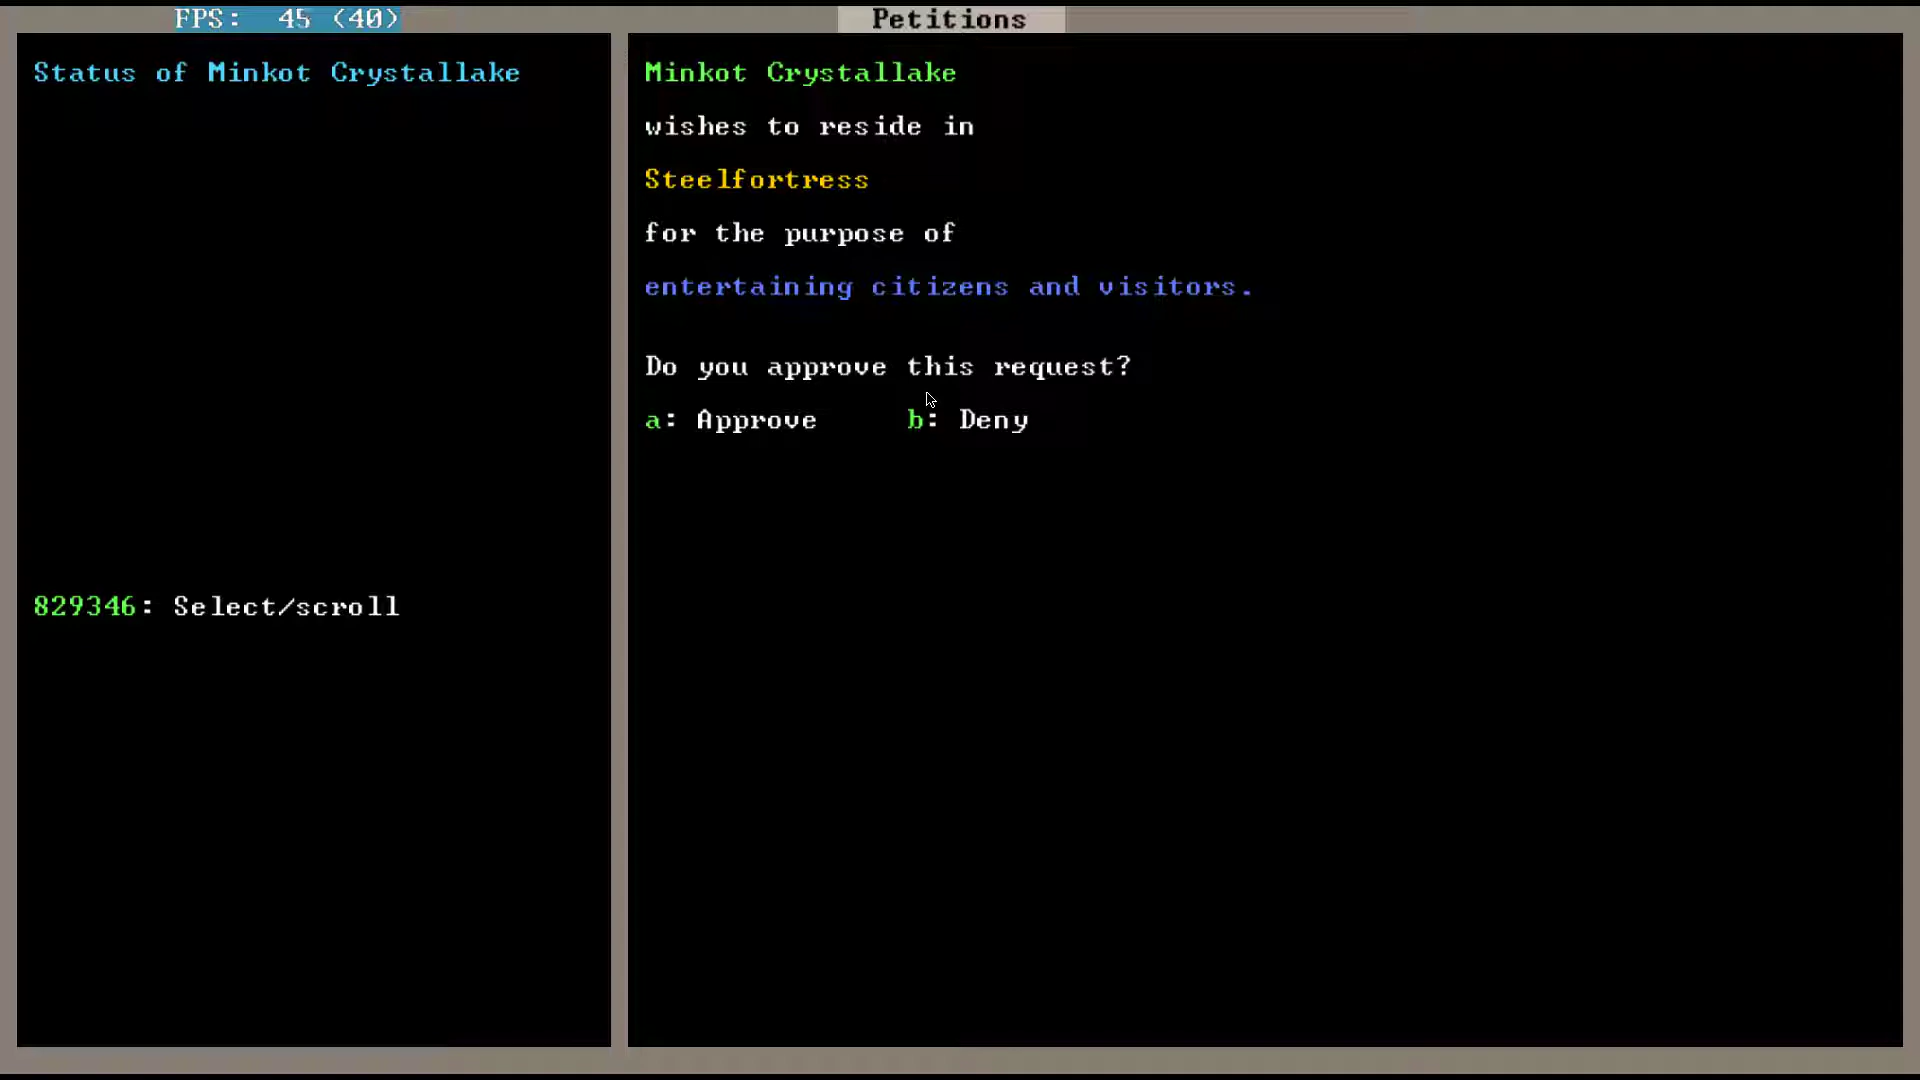 FPS: 45 (40)
Petitions
Status of Minkot Crystallake
829346: Select/scroll
Minkot Crystallake
wishes to reside in
Steelfortress
for the purpose of
entertaining citizens and visitors.
Do you approve this request?
a: Approve b: Deny